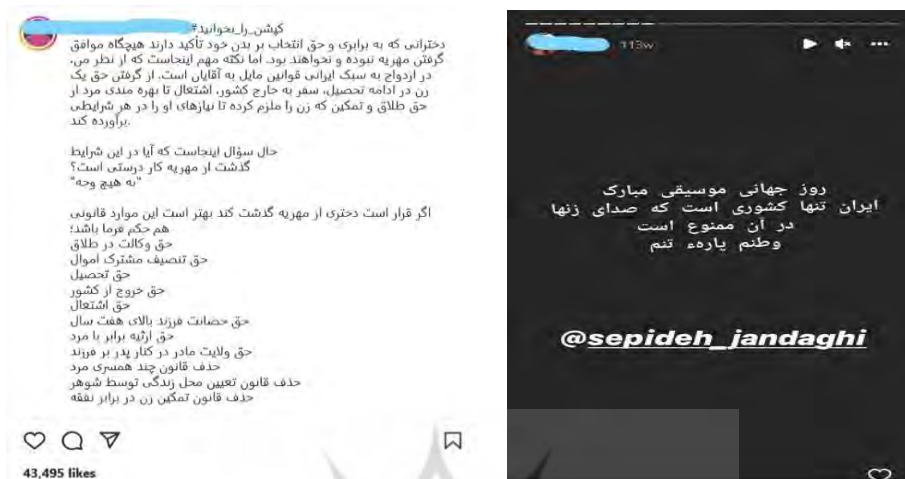 #کپشن_را_بخوانید
دخترانی که به برابری و حق انتخاب بر بدن خود تأکید دارند هیچگاه موافق
گرفتن مهریه نبوده و نخواهند بود. اما نکته مهم اینجاست که از نظر من،
در ازدواج به سبک ایرانی قوانین مایل به آقایان است. از گرفتن حق یک
زن در ادامه تحصیل، سفر به خارج کشور، اشتغال تا بهره مندی مرد از
حق طلاق و تمکین که زن را ملزم کرده تا نیازهای او را در هر شرایطی
برآورده کند.
حال سؤال اینجاست که آیا در این شرایط
گذشت از مهریه کار درستی است؟
"به هیچ وجه"
اگر قرار است دختری از مهریه گذشت کند بهتر است این موارد قانونی
هم حکم فرما باشد؛
حق وکالت در طلاق
حق تنصیف مشترک اموال
حق تحصیل
حق خروج از کشور
حق اشتغال
حق حضانت فرزند بالای هفت سال
حق ارثیه برابر با مرد
حق ولایت مادر در کنار پدر بر فرزند
حذف قانون چند همسری مرد
حذف قانون تعیین محل زندگی توسط شوهر
حذف قانون تمکین زن در برابر نفقه
43,495 likes
113w
روز جهانی موسیقی مبارک
ایران تنها کشوری است که صدای زنها
در آن ممنوع است
وطنم پارهء تنم
@sepideh_jandaghi